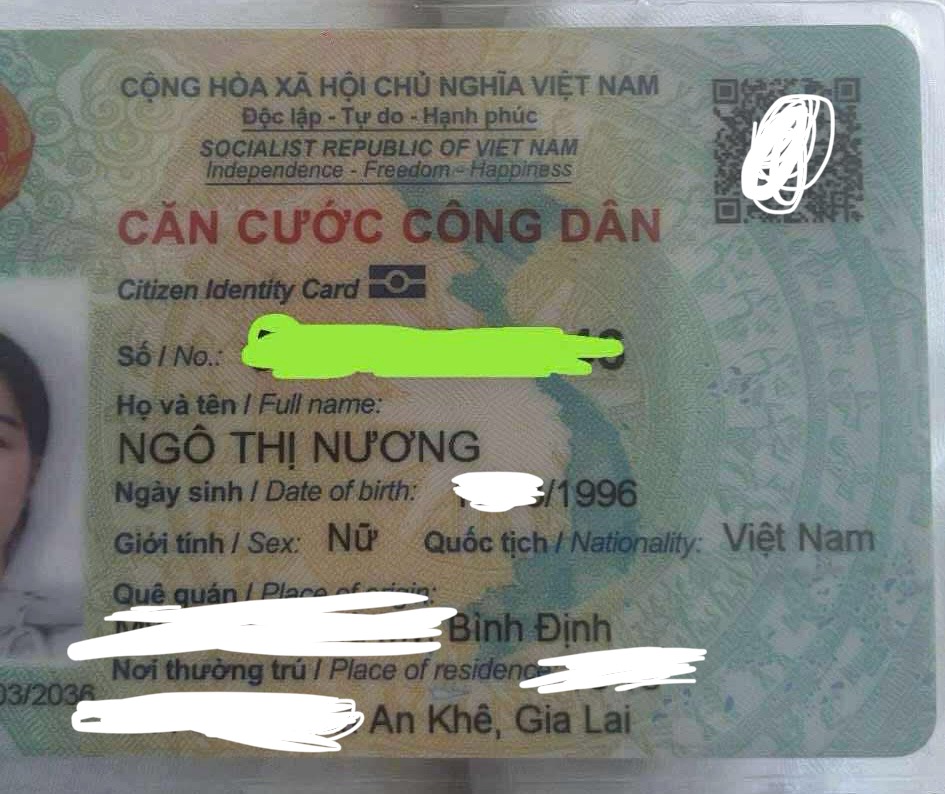 CỘNG HÒA XÃ HỘI CHỦ NGHĨA VIỆT NAM
Độc lập - Tự do - Hạnh phúc
SOCIALIST REPUBLIC OF VIET NAM
Independence - Freedom - Happiness
CĂN CƯỚC CÔNG DÂN
Citizen Identity Card
Số / No.:
Họ và tên / Full name:
NGÔ THỊ NƯƠNG
Ngày sinh / Date of birth: /1996
Giới tính / Sex: Nữ Quốc tịch / Nationality: Việt Nam
Quê quán / Place of origin:
Bình Định
Nơi thường trú / Place of residence
03/2036
An Khê, Gia Lai